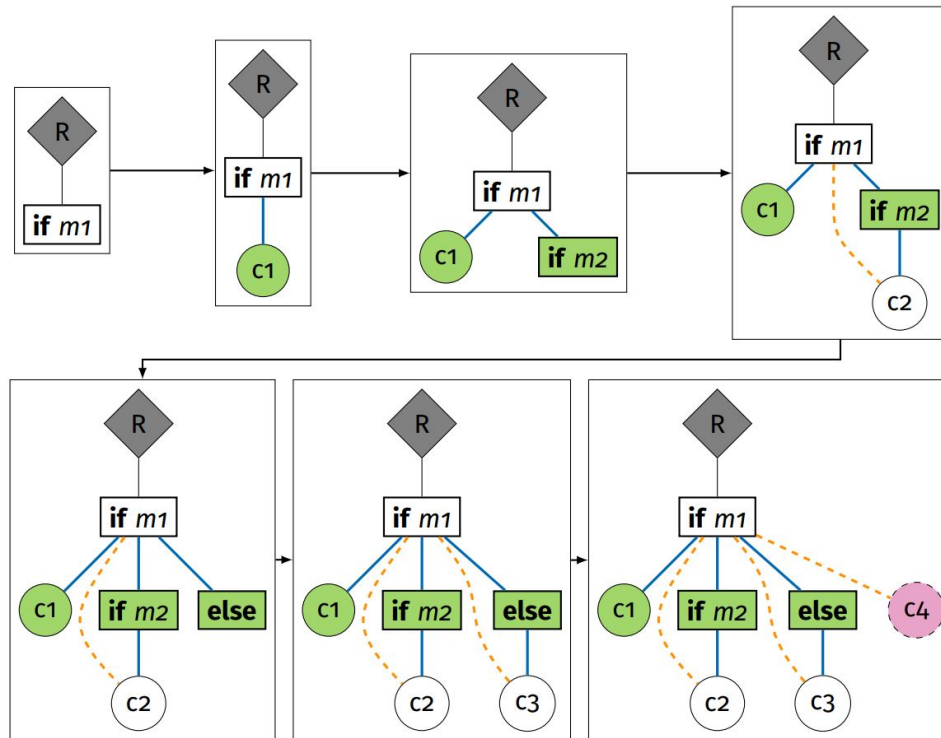 R
if m1
R
if m1
c1
R
if m1
c1
if m2
R
if m1
c1
if m2
c2
R
if m1
c1
if m2
else
c2
R
if m1
c1
if m2
else
c2
c3
R
if m1
c1
if m2
else
c4
c2
c3